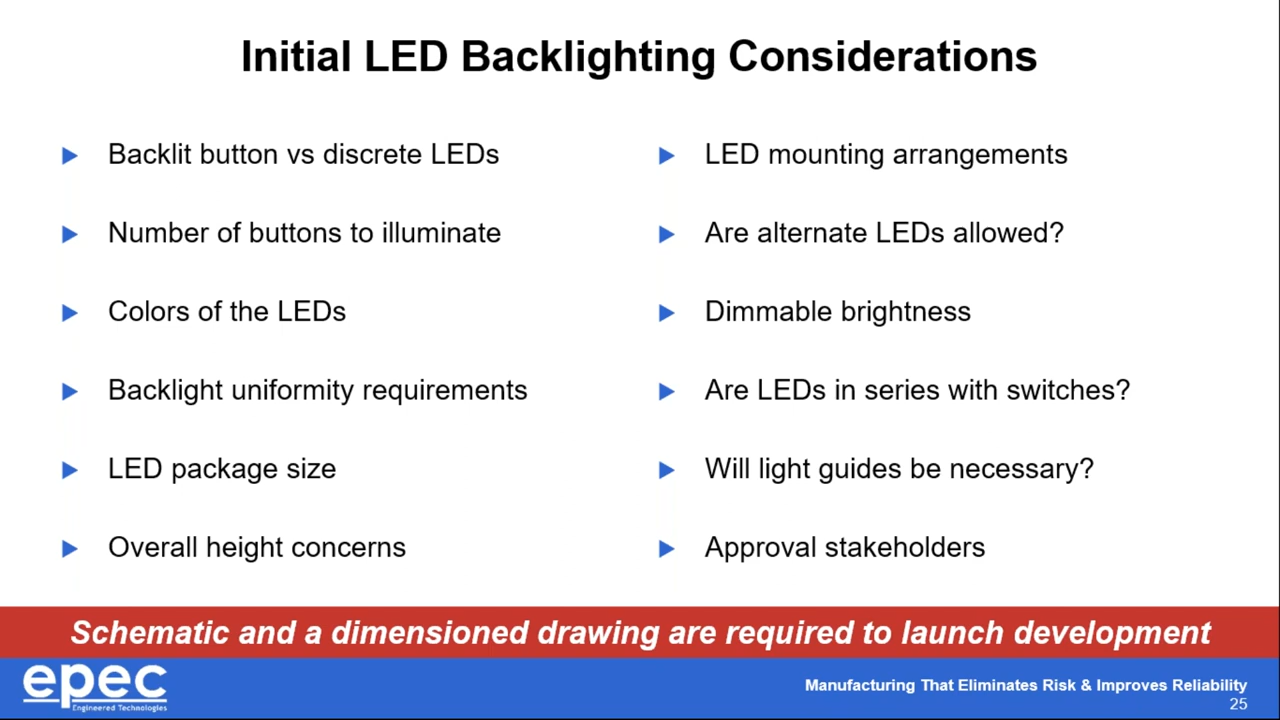 Initial LED Backlighting Considerations
Backlit button vs discrete LEDs
Number of buttons to illuminate
Colors of the LEDs
Backlight uniformity requirements
LED package size
Overall height concerns
LED mounting arrangements
Are alternate LEDs allowed?
Dimmable brightness
Are LEDs in series with switches?
Will light guides be necessary?
Approval stakeholders
Schematic and a dimensioned drawing are required to launch development
epec
Engineered Technologies
Manufacturing That Eliminates Risk & Improves Reliability
25